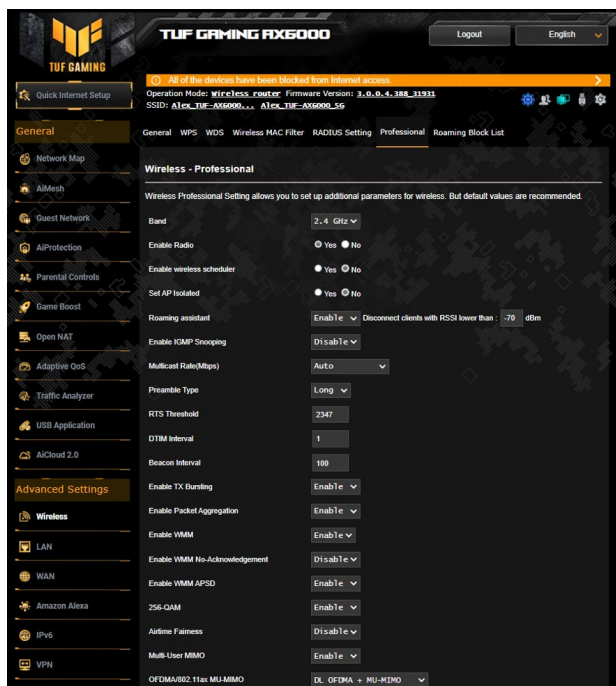 TUF GAMING
TUF GAMING AX6000
Logout
English
Quick Internet Setup
All of the devices have been blocked from Internet access.
Operation Mode: Wireless router Firmware Version: 3.0.0.4.388_31931
SSID: Alex_TUF-AX6000... Alex_TUF-AX6000_5G
General
Network Map
AiMesh
Guest Network
AiProtection
Parental Controls
Game Boost
Open NAT
Adaptive QoS
Traffic Analyzer
USB Application
AiCloud 2.0
Advanced Settings
Wireless
LAN
WAN
Amazon Alexa
IPv6
VPN
General WPS WDS Wireless MAC Filter RADIUS Setting Professional Roaming Block List
Wireless - Professional
Wireless Professional Setting allows you to set up additional parameters for wireless. But default values are recommended.
Band 2.4 GHz
Enable Radio Yes No
Enable wireless scheduler Yes No
Set AP Isolated Yes No
Roaming assistant Enable Disconnect clients with RSSI lower than : -70 dBm
Enable IGMP Snooping Disable
Multicast Rate(Mbps) Auto
Preamble Type Long
RTS Threshold 2347
DTIM Interval 1
Beacon Interval 100
Enable TX Bursting Enable
Enable Packet Aggregation Enable
Enable WMM Enable
Enable WMM No-Acknowledgement Disable
Enable WMM APSD Enable
256-QAM Enable
Airtime Fairness Disable
Multi-User MIMO Enable
OFDMA/802.11ax MU-MIMO DL OFDMA + MU-MIMO